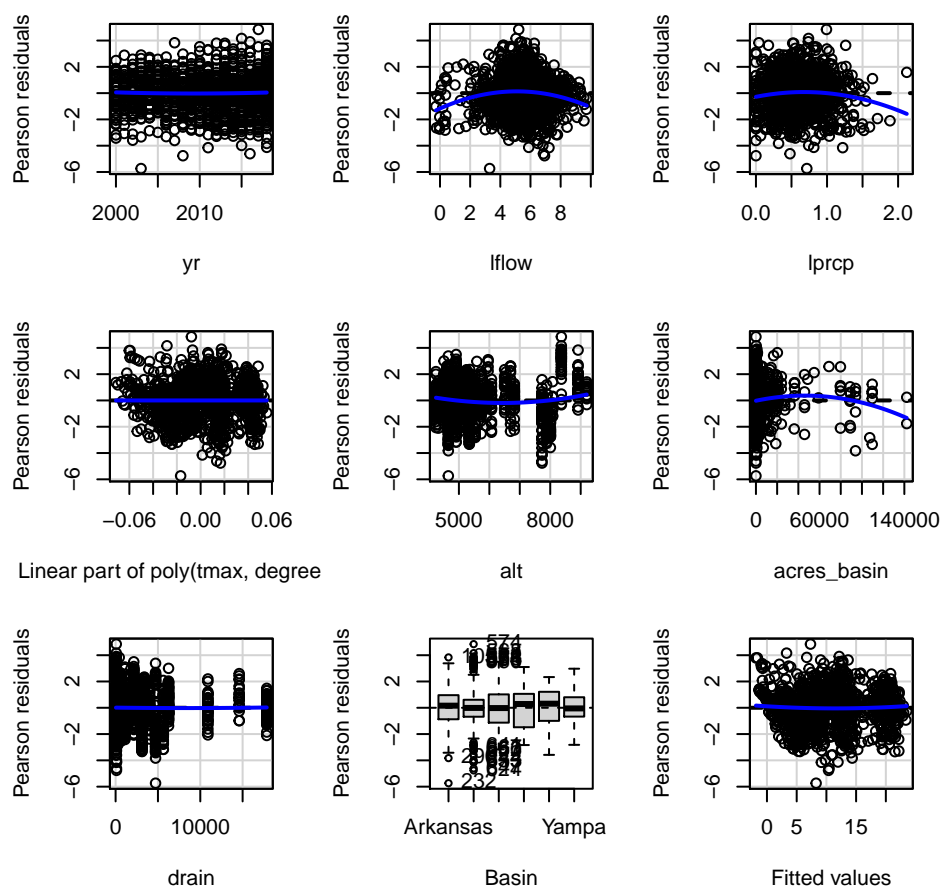 Pearson residuals
2
−2
−6
2000 2010
yr
Pearson residuals
2
−2
−6
0 2 4 6 8
lflow
Pearson residuals
2
−2
−6
0.0 1.0 2.0
lprcp
Pearson residuals
2
−2
−6
−0.06 0.00 0.06
Linear part of poly(tmax, degree
Pearson residuals
2
−2
−6
5000 8000
alt
Pearson residuals
2
−2
−6
0 60000 140000
acres_basin
Pearson residuals
2
−2
−6
0 10000
drain
Pearson residuals
2
−2
−6
574
232
Arkansas Yampa
Basin
Pearson residuals
2
−2
−6
0 5 15
Fitted values